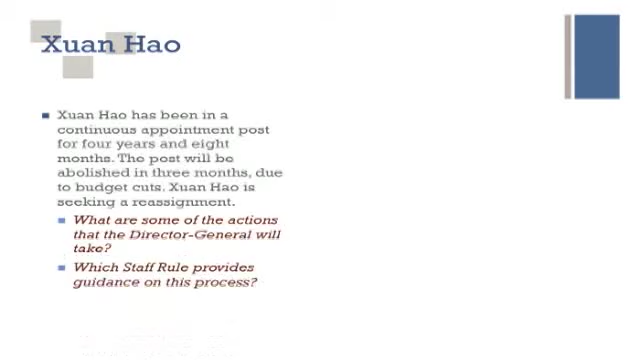 Xuan Hao
Xuan Hao has been in a
continuous appointment post
for four years and eight
months. The post will be
abolished in three months, due
to budget cuts. Xuan Hao is
seeking a reassignment.
What are some of the actions
that the Director-General will
take?
Which Staff Rule provides
guidance on this process?